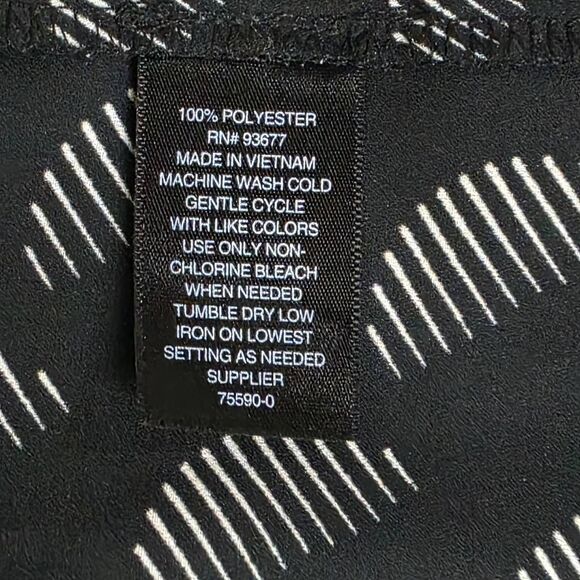 100% POLYESTER
RN# 93677
MADE IN VIETNAM
MACHINE WASH COLD
GENTLE CYCLE
WITH LIKE COLORS
USE ONLY NON-
CHLORINE BLEACH
WHEN NEEDED
TUMBLE DRY LOW
IRON ON LOWEST
SETTING AS NEEDED
SUPPLIER
75590-0